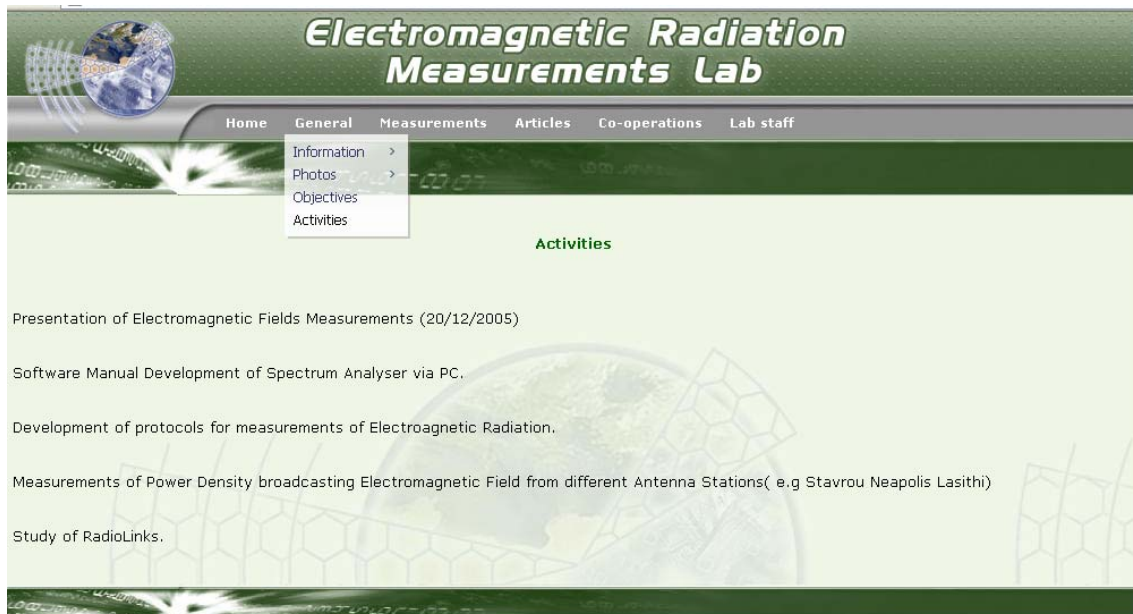 Electromagnetic Radiation
Measurements Lab
Home General Measurements Articles Co-operations Lab staff
Information >
Photos >
Objectives
Activities
Activities
Presentation of Electromagnetic Fields Measurements (20/12/2005)
Software Manual Development of Spectrum Analyser via PC.
Development of protocols for measurements of Electroagnetic Radiation.
Measurements of Power Density broadcasting Electromagnetic Field from different Antenna Stations( e.g Stavrou Neapolis Lasithi)
Study of RadioLinks.